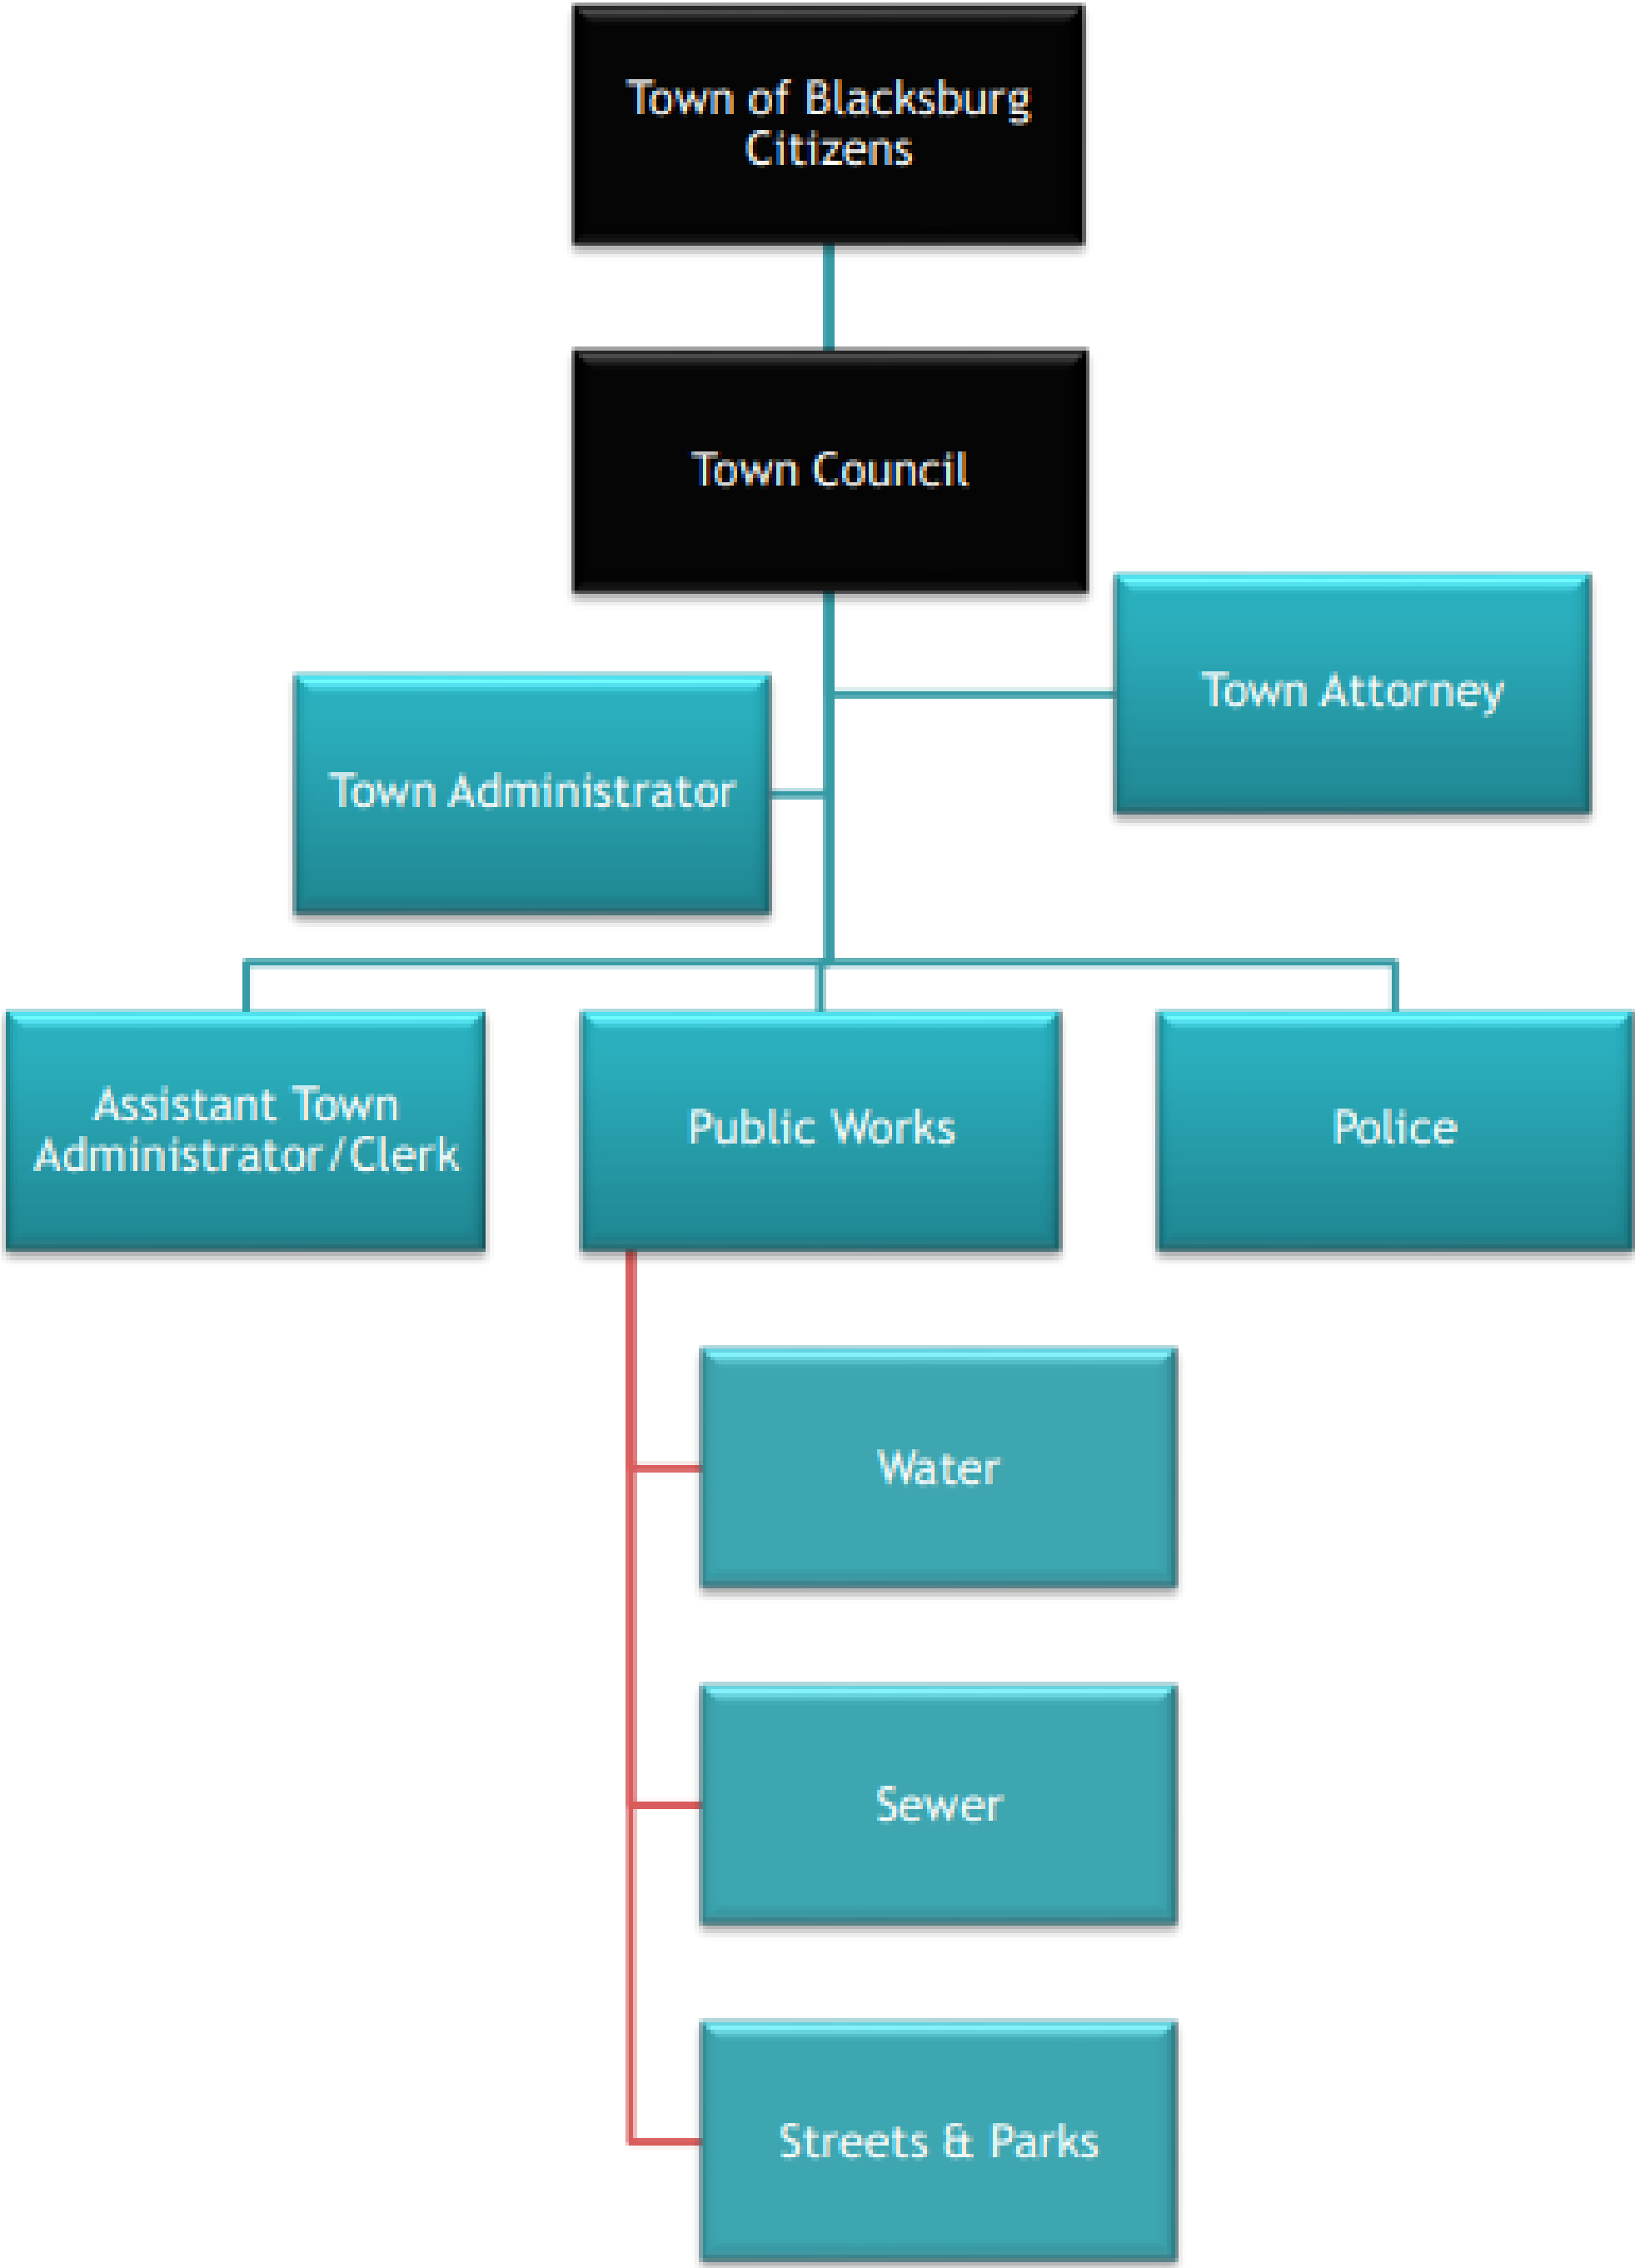 Town of Blacksburg
Citizens
Town Council
Town Attorney
Town Administrator
Assistant Town
Administrator/Clerk
Public Works
Police
Water
Sewer
Streets & Parks